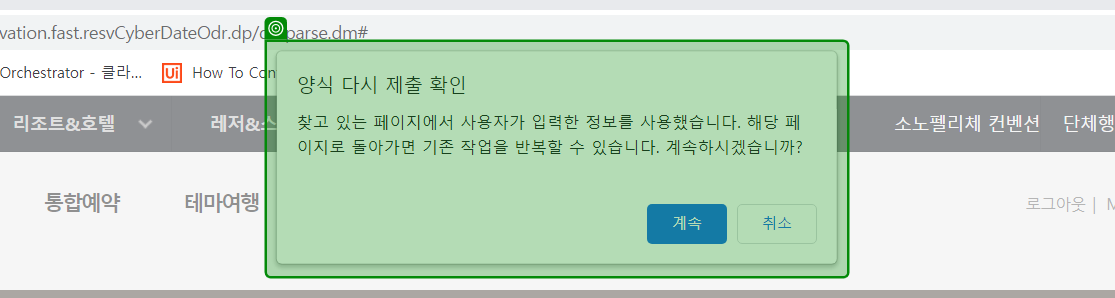 vation.fast.resvCyberDateOdr.dp/d parse.dm#
Orchestrator - 클라... How To Con
리조트&호텔 레저&스 소노펠리체 컨벤션 단체행
양식 다시 제출 확인
찾고 있는 페이지에서 사용자가 입력한 정보를 사용했습니다. 해당 페
이지로 돌아가면 기존 작업을 반복할 수 있습니다. 계속하시겠습니까?
통합예약 테마여행 로그아웃 | M
계속 취소